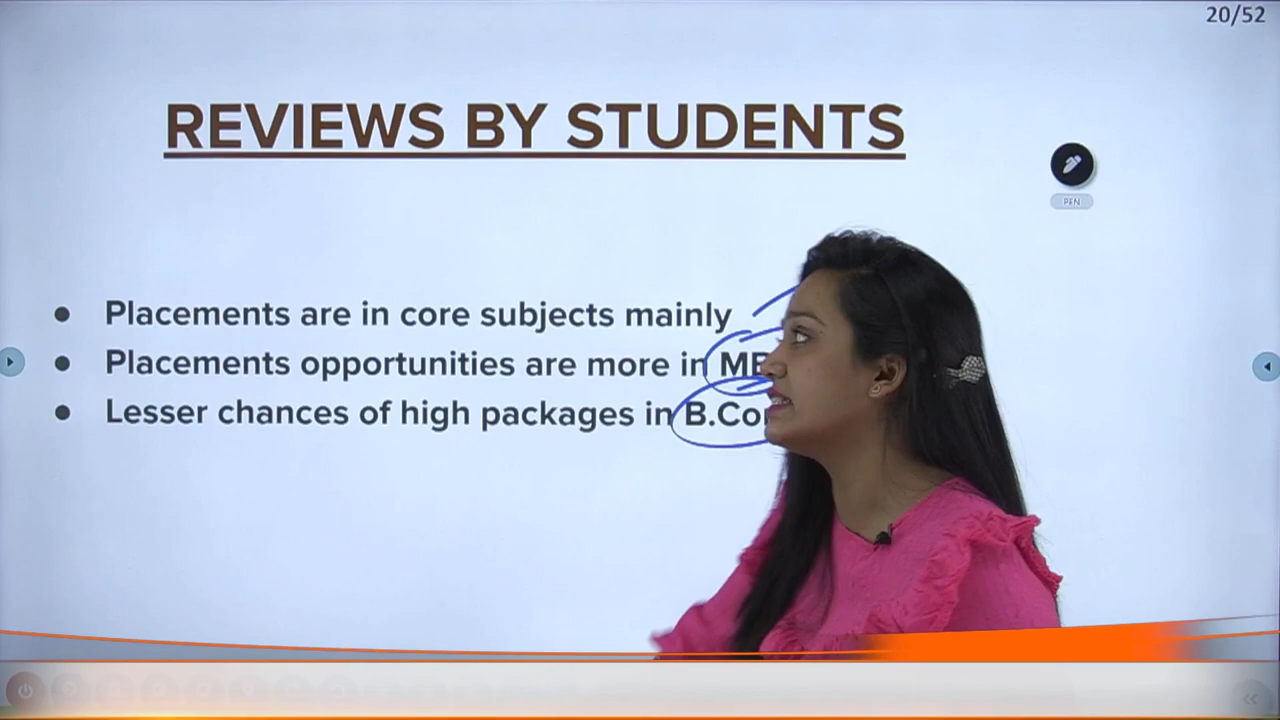 20/52
REVIEWS BY STUDENTS
PEN
● Placements are in core subjects mainly
● Placements opportunities are more in
● Lesser chances of high packages in